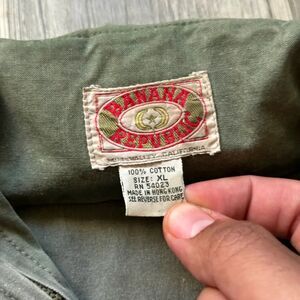 BANANA
REPUBLIC
MILL VALLEY, CALIFORNIA
100% COTTON
SIZE: XL
RN 54023
MADE IN HONG KONG
SEE REVERSE FOR CARE